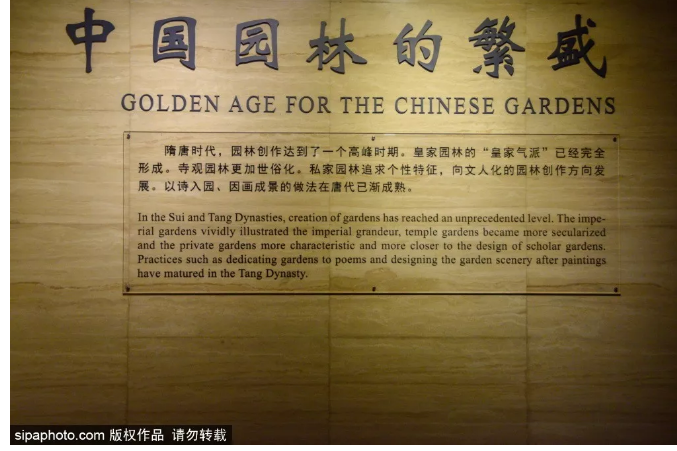 中国园林的繁盛
GOLDEN AGE FOR THE CHINESE GARDENS
隋唐时代，园林创作达到了一个高峰时期。皇家园林的“皇家气派”已经完全
形成。寺观园林更加世俗化。私家园林追求个性特征，向文人化的园林创作方向发
展。以诗入园、因画成景的做法在唐代已渐成熟。
In the Sui and Tang Dynasties, creation of gardens has reached an unprecedented level. The impe-
rial gardens vividly illustrated the imperial grandeur, temple gardens became more secularized
and the private gardens more characteristic and more closer to the design of scholar gardens.
Practices such as dedicating gardens to poems and designing the garden scenery after paintings
have matured in the Tang Dynasty.
sipaphoto.com 版权作品 请勿转载